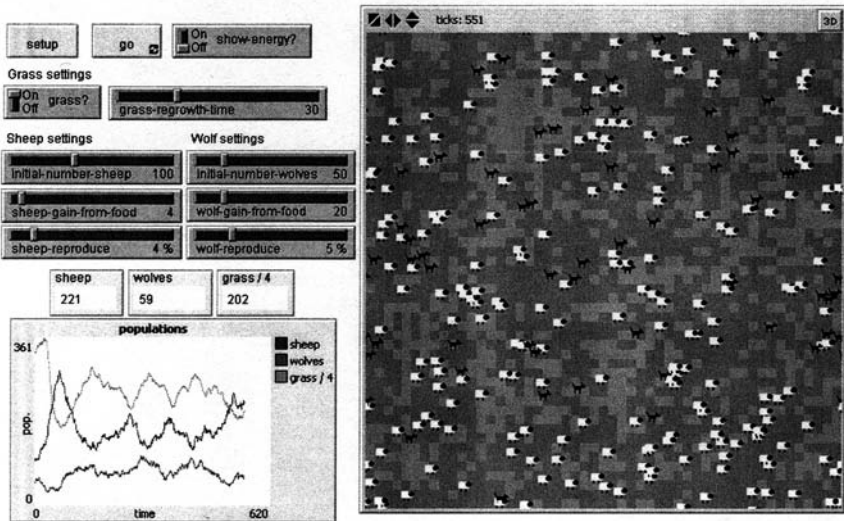 setup
go
On
Off
show-energy?
Grass settings
On
Off
grass?
grass-regrowth-time 30
Sheep settings
Wolf settings
initial-number-sheep 100
initial-number-wolves 50
sheep-gain-from-food 4
wolf-gain-from-food 20
sheep-reproduce 4 %
wolf-reproduce 5 %
sheep
221
wolves
59
grass / 4
202
populations
361
pop.
0
0
time
620
sheep
wolves
grass / 4
ticks: 551
3D